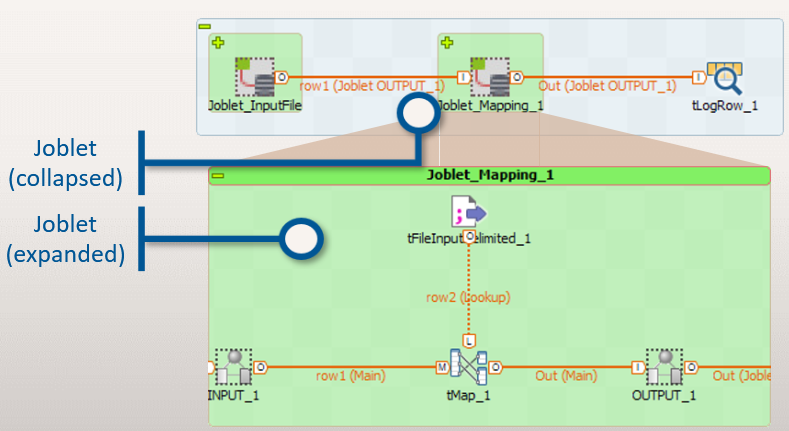 Joblet_InputFile
row1 (Joblet OUTPUT_1)
Joblet_Mapping_1
Out (Joblet OUTPUT_1)
tLogRow_1
O
I
O
I
Joblet
(collapsed)
Joblet_Mapping_1
Joblet
(expanded)
tFileInputDelimited_1
O
row2 (Lookup)
L
INPUT_1
O
row1 (Main)
M
tMap_1
O
Out (Main)
I
OUTPUT_1
O
Out (Joble